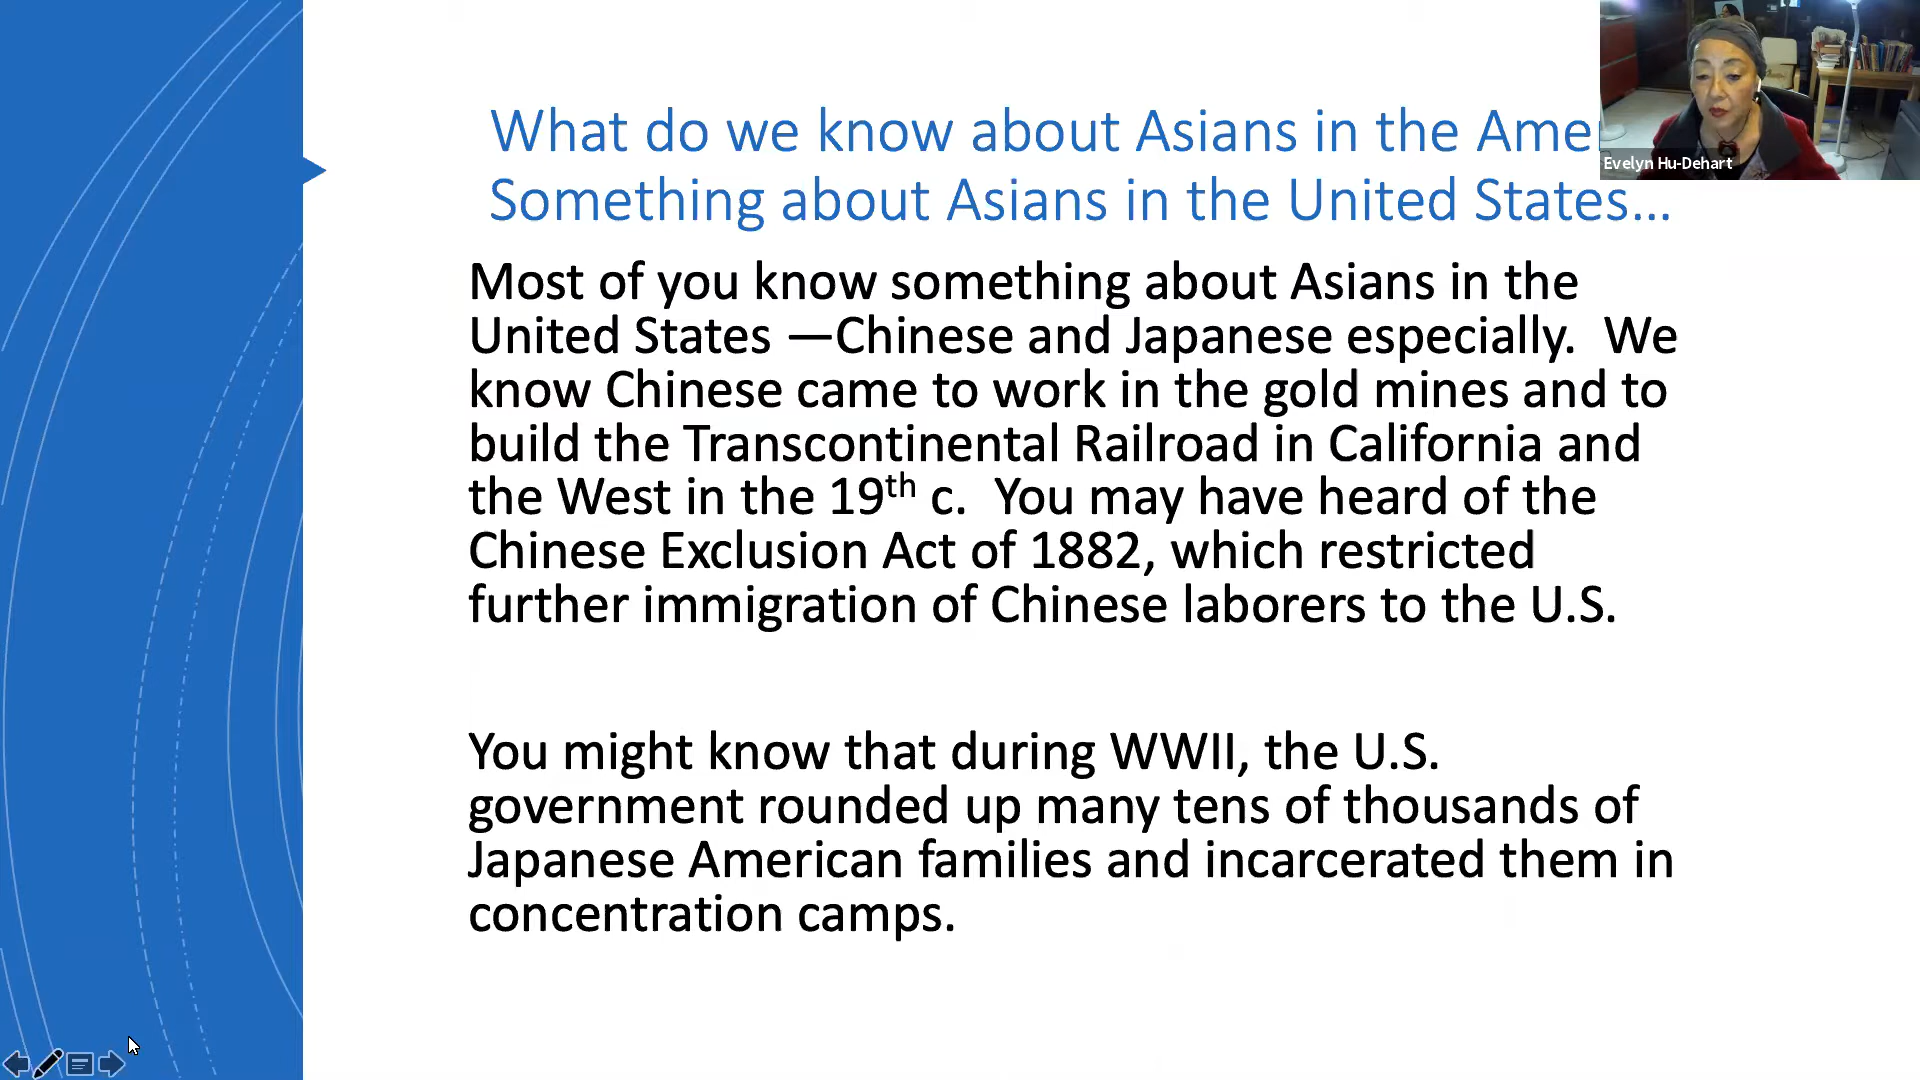 What do we know about Asians in the Ame
Something about Asians in the United States...
Evelyn Hu-Dehart
Most of you know something about Asians in the
United States —Chinese and Japanese especially.  We
know Chinese came to work in the gold mines and to
build the Transcontinental Railroad in California and
the West in the 19th c.  You may have heard of the
Chinese Exclusion Act of 1882, which restricted
further immigration of Chinese laborers to the U.S.
You might know that during WWII, the U.S.
government rounded up many tens of thousands of
Japanese American families and incarcerated them in
concentration camps.